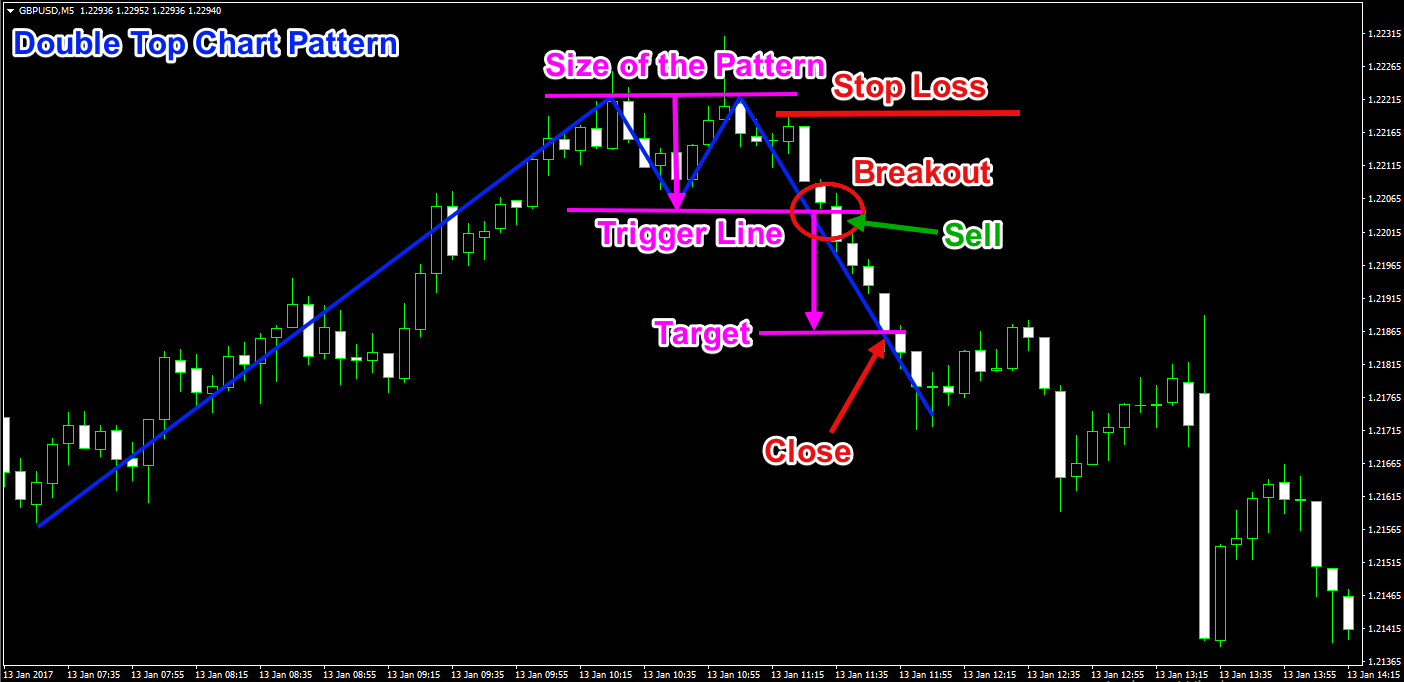 GBPUSD,M5 1.22936 1.22952 1.22936 1.22940
Double Top Chart Pattern
Size of the Pattern
Stop Loss
Breakout
Trigger Line
Sell
Target
Close
1.22315
1.22265
1.22215
1.22165
1.22115
1.22065
1.22015
1.21965
1.21915
1.21865
1.21815
1.21765
1.21715
1.21665
1.21615
1.21565
1.21515
1.21465
1.21415
1.21365
13 Jan 2017 13 Jan 07:35 13 Jan 07:55 13 Jan 08:15 13 Jan 08:35 13 Jan 08:55 13 Jan 09:15 13 Jan 09:35 13 Jan 09:55 13 Jan 10:15 13 Jan 10:35 13 Jan 10:55 13 Jan 11:15 13 Jan 11:35 13 Jan 11:55 13 Jan 12:15 13 Jan 12:35 13 Jan 12:55 13 Jan 13:15 13 Jan 13:35 13 Jan 13:55 13 Jan 14:15